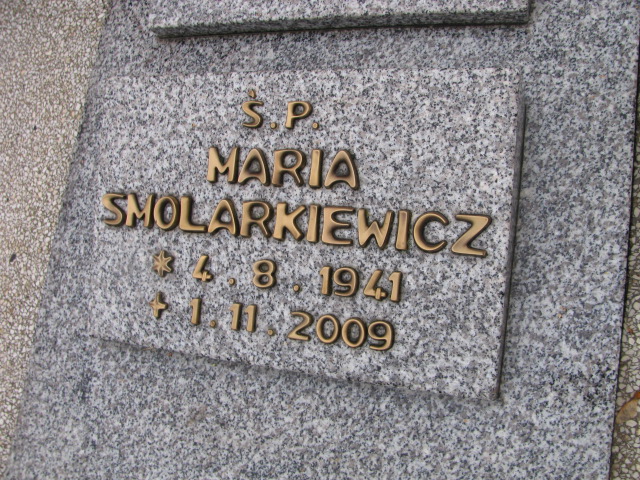 Ś.P.
MARIA
SMOLARKIEWICZ
* 4.8.1941
+ 1.11.2009